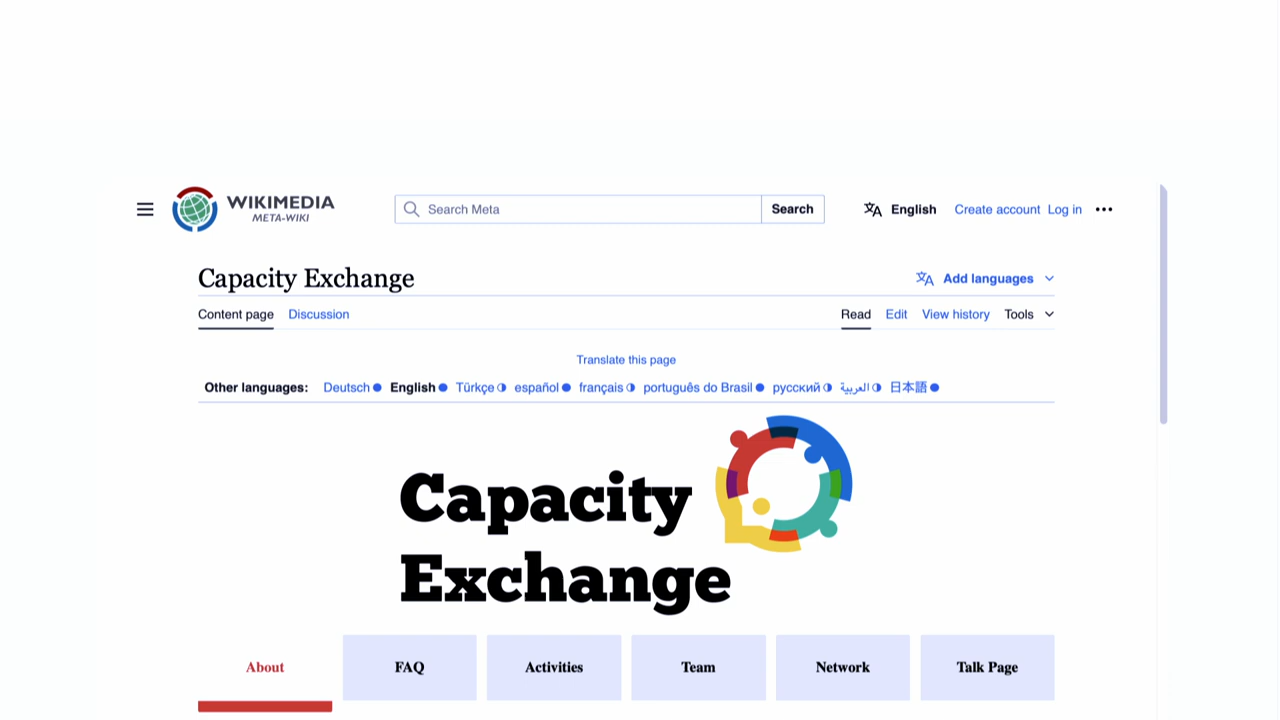 WIKIMEDIA
META-WIKI
Search Meta
Search
English
Create account
Log in
Capacity Exchange
Add languages
Content page
Discussion
Read
Edit
View history
Tools
Translate this page
Other languages: Deutsch English Türkçe español français português do Brasil русский العربية 日本語
Capacity
Exchange
About
FAQ
Activities
Team
Network
Talk Page